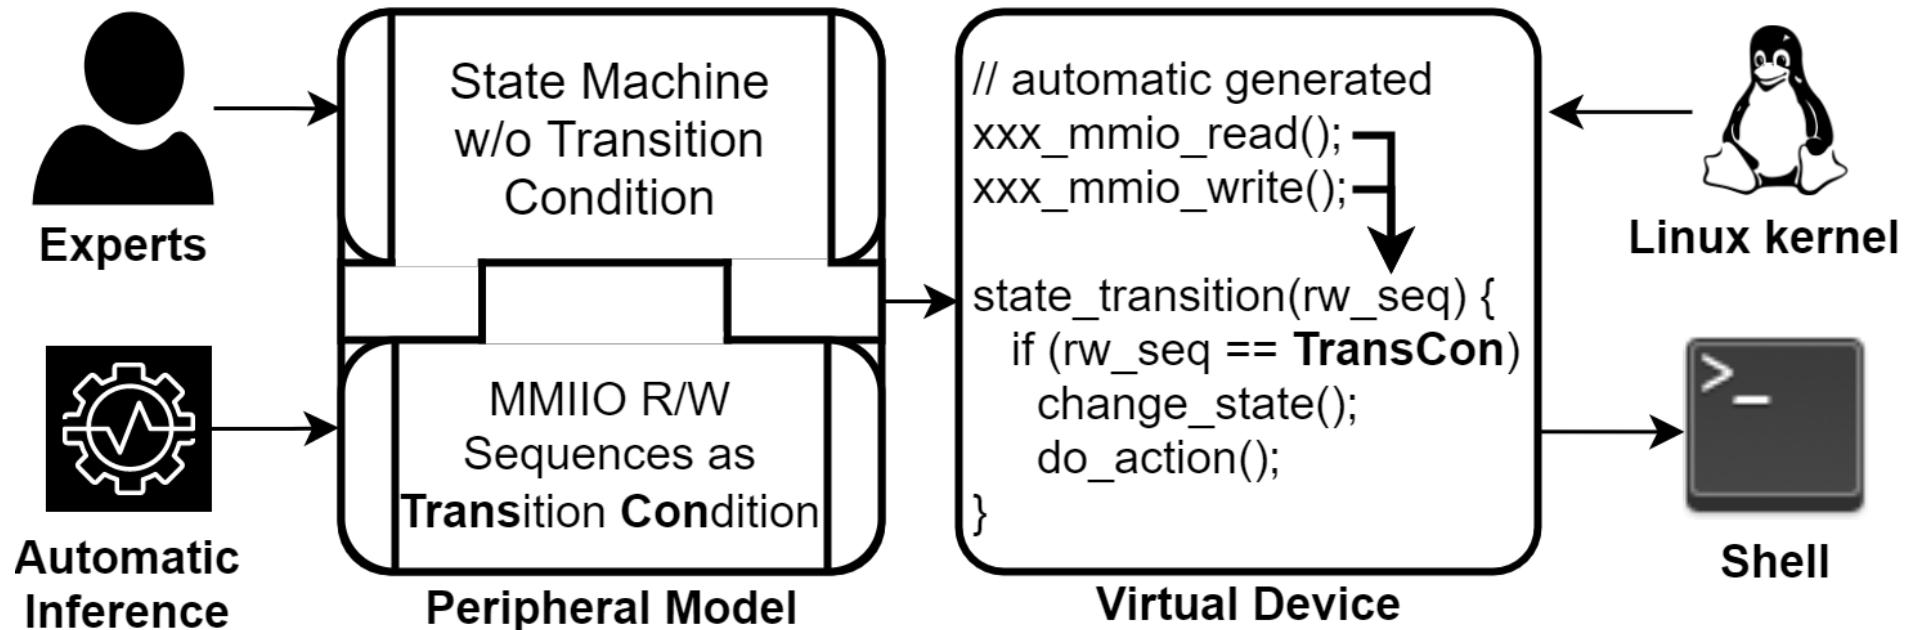 Experts
Automatic
Inference
State Machine
w/o Transition
Condition
MMIIO R/W
Sequences as
Transition Condition
Peripheral Model
// automatic generated
xxx_mmio_read();
xxx_mmio_write();
state_transition(rw_seq) {
if (rw_seq == TransCon)
change_state();
do_action();
}
Virtual Device
Linux kernel
>_
Shell